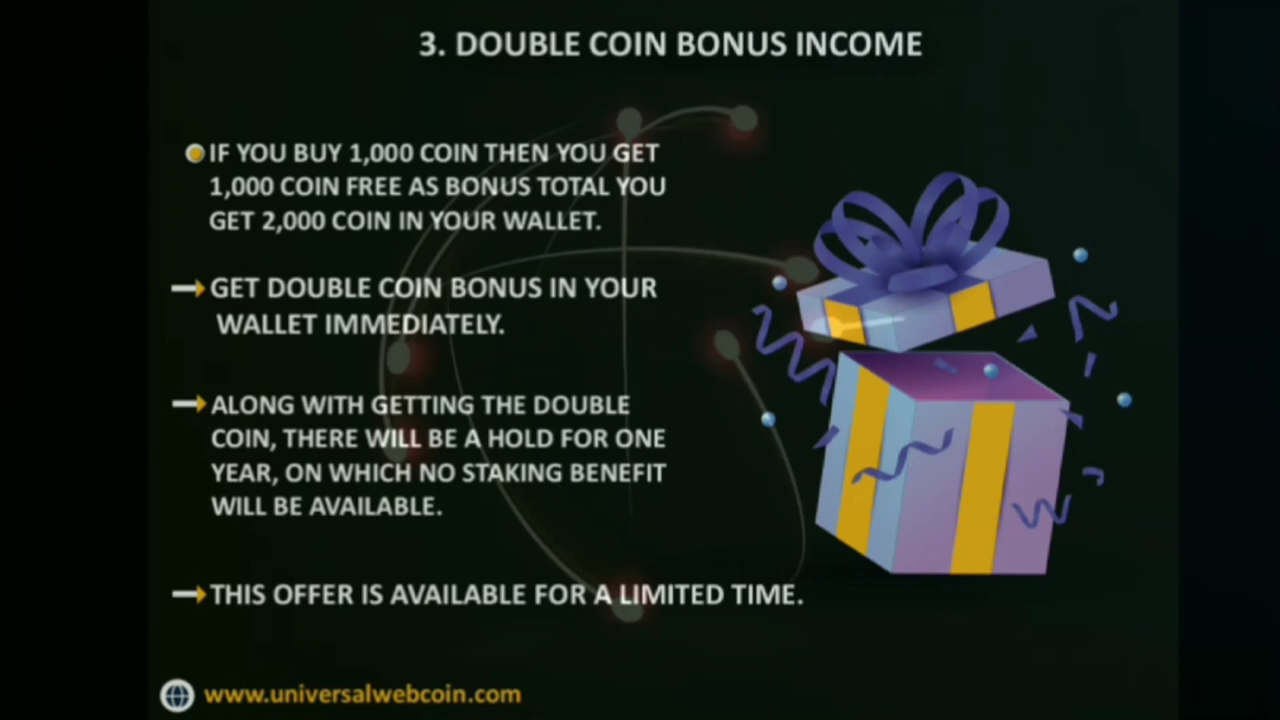 3. DOUBLE COIN BONUS INCOME
IF YOU BUY 1,000 COIN THEN YOU GET
1,000 COIN FREE AS BONUS TOTAL YOU
GET 2,000 COIN IN YOUR WALLET.
GET DOUBLE COIN BONUS IN YOUR
WALLET IMMEDIATELY.
ALONG WITH GETTING THE DOUBLE
COIN, THERE WILL BE A HOLD FOR ONE
YEAR, ON WHICH NO STAKING BENEFIT
WILL BE AVAILABLE.
THIS OFFER IS AVAILABLE FOR A LIMITED TIME.
www.universalwebcoin.com